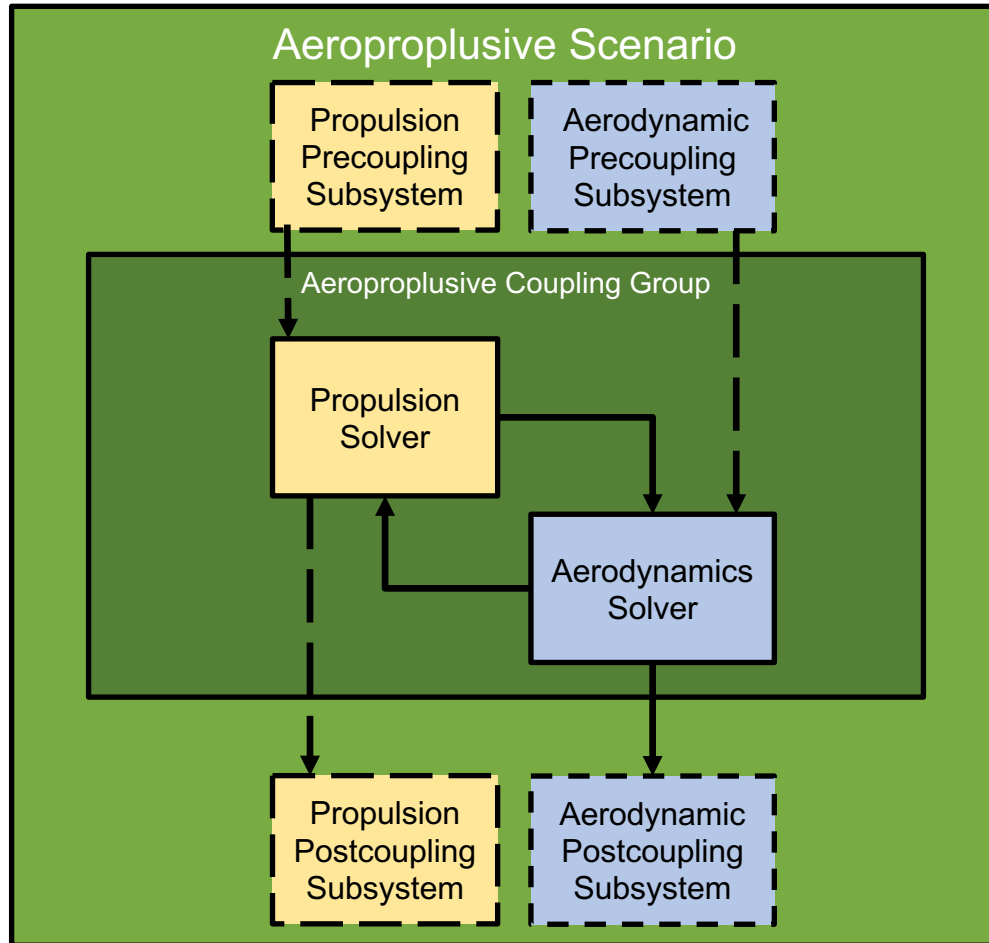 Aeroproplusive Scenario
Propulsion
Precoupling
Subsystem
Aerodynamic
Precoupling
Subsystem
Aeroproplusive Coupling Group
Propulsion
Solver
Aerodynamics
Solver
Propulsion
Postcoupling
Subsystem
Aerodynamic
Postcoupling
Subsystem